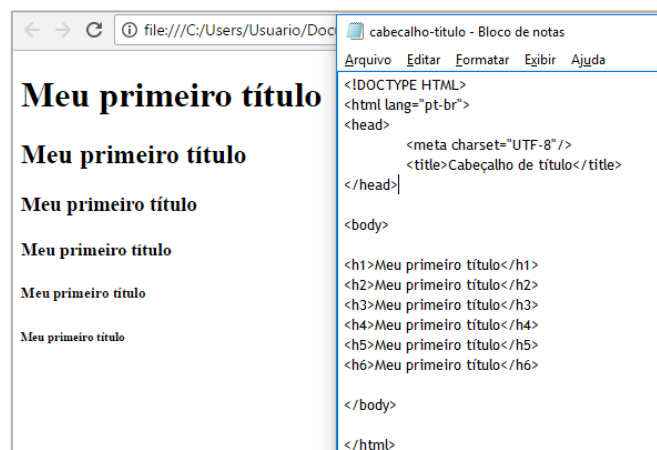 file:///C:/Users/Usuario/Doc
Meu primeiro título
Meu primeiro título
Meu primeiro título
Meu primeiro título
Meu primeiro título
Meu primeiro título
cabecalho-titulo - Bloco de notas
Arquivo Editar Formatar Exibir Ajuda
<!DOCTYPE HTML>
<html lang="pt-br">
<head>
<meta charset="UTF-8"/>
<title>Cabeçalho de título</title>
</head>
<body>
<h1>Meu primeiro título</h1>
<h2>Meu primeiro título</h2>
<h3>Meu primeiro título</h3>
<h4>Meu primeiro título</h4>
<h5>Meu primeiro título</h5>
<h6>Meu primeiro título</h6>
</body>
</html>